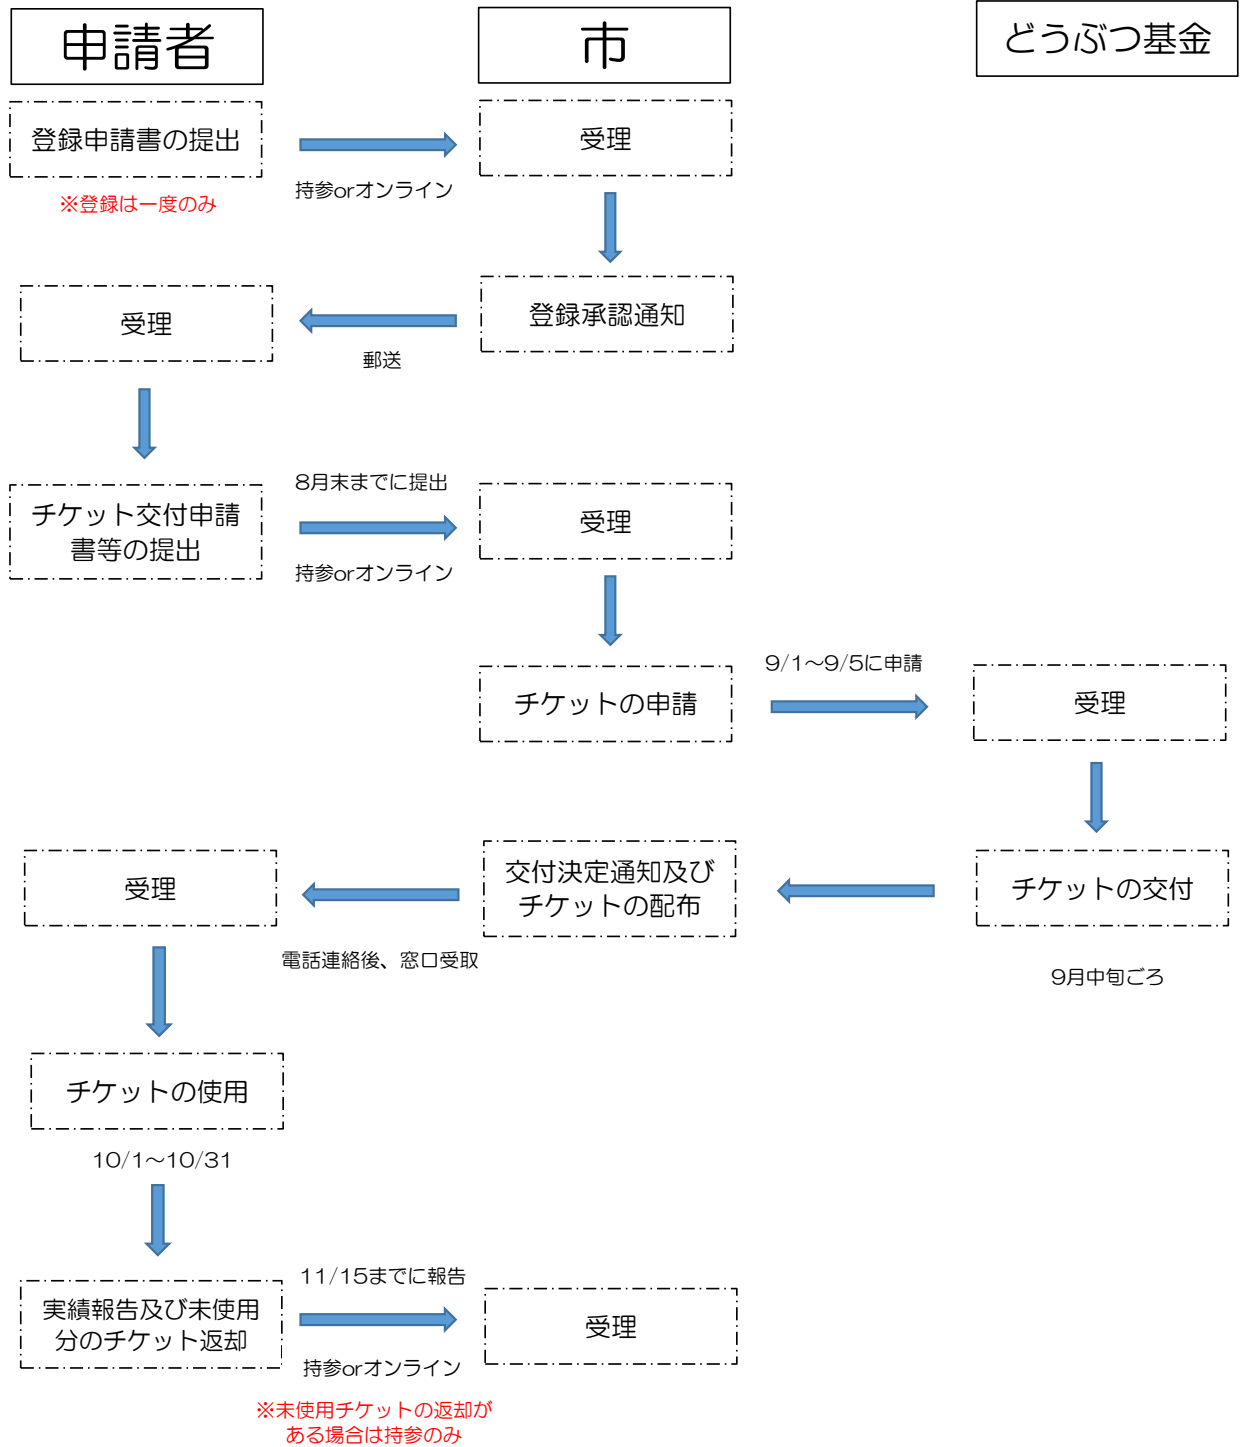 申請者
市
どうぶつ基金
登録申請書の提出
持参orオンライン
受理
※登録は一度のみ
受理
郵送
登録承認通知
チケット交付申請
書等の提出
8月末までに提出
持参orオンライン
受理
チケットの申請
9/1～9/5に申請
受理
受理
電話連絡後、窓口受取
交付決定通知及び
チケットの配布
チケットの交付
9月中旬ごろ
チケットの使用
10/1～10/31
実績報告及び未使用
分のチケット返却
11/15までに報告
持参orオンライン
※未使用チケットの返却が
ある場合は持参のみ
受理